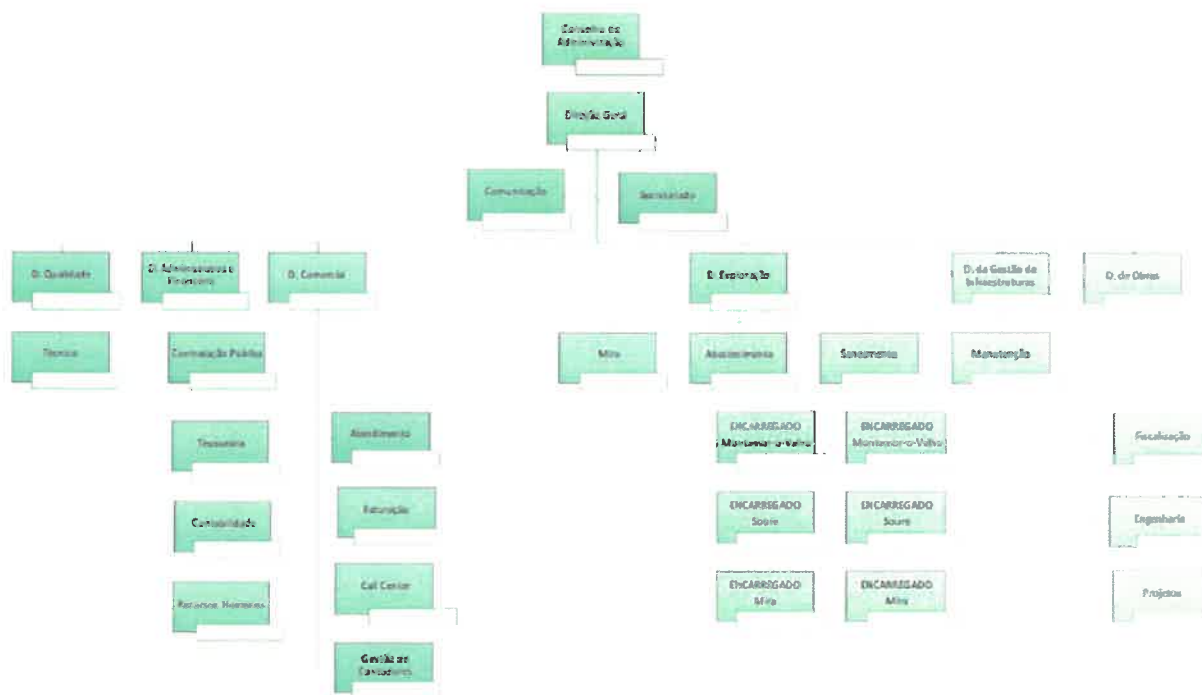 Conselho de
Administração
Direção Geral
Comunicação
Secretariado
D. Qualidade
D. Administrativa e
Financeira
D. Comercial
D. Exploração
D. da Gestão de
Infraestruturas
D. de Obras
Técnico
Contratação Pública
Mira
Abastecimento
Saneamento
Manutenção
Tesouraria
Atendimento
ENCARREGADO
Montemor-o-Velho
ENCARREGADO
Montemor-o-Velho
Fiscalização
Contabilidade
Faturação
ENCARREGADO
Soure
ENCARREGADO
Soure
Engenharia
Recursos Humanos
Call Center
ENCARREGADO
Mira
ENCARREGADO
Mira
Projetos
Gestão de
Contadores